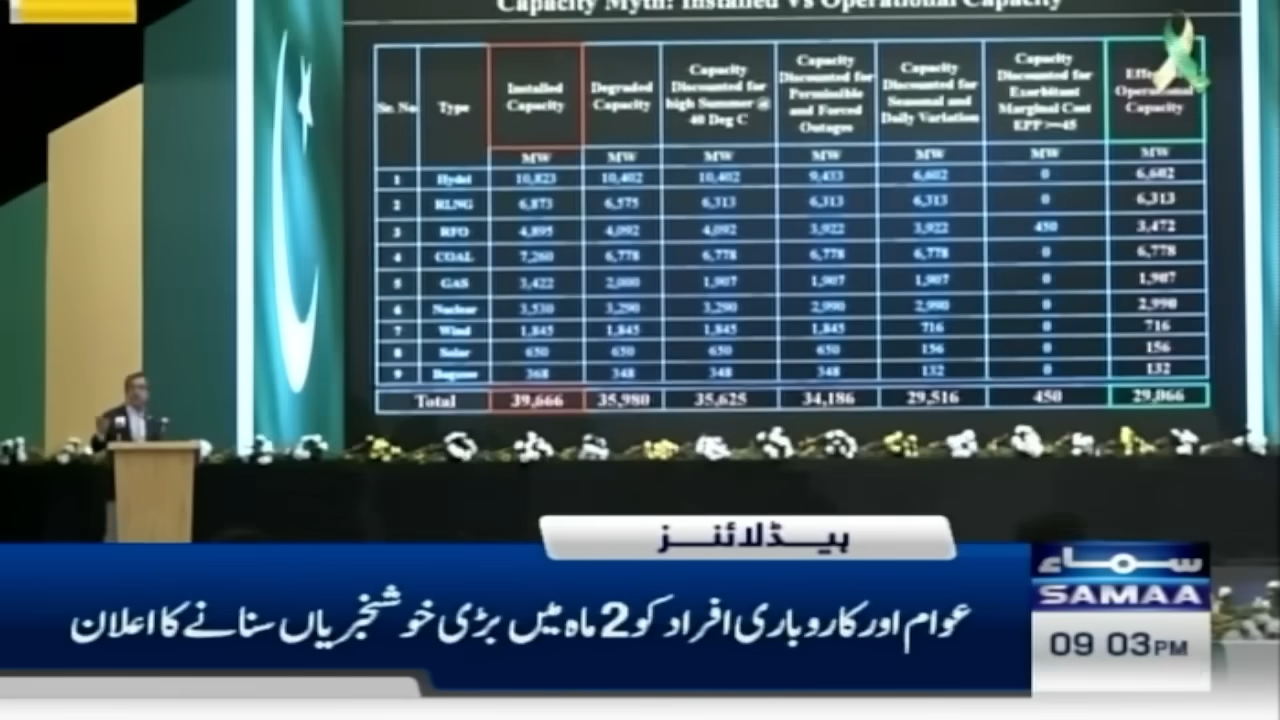 Capacity Myth: Installed Vs Operational Capacity
Sr. No Type Installed Capacity Degraded Capacity Capacity Discounted for high Summer @ 40 Deg C Capacity Discounted for Permissible and Forced Outages Capacity Discounted for Seasonal and Daily Variation Capacity Discounted for Exorbitant Marginal Cost EPP >=45 Operational Capacity
MW MW MW MW MW MW MW
1 Hydel 10,823 10,402 10,402 9,433 6,602 0 6,602
2 RLNG 6,873 6,575 6,313 6,313 6,313 0 6,313
3 RFO 4,895 4,092 4,092 3,922 3,922 450 3,472
4 COAL 7,260 6,778 6,778 6,778 6,778 0 6,778
5 GAS 3,422 2,000 1,907 1,907 1,907 0 1,907
6 Nuclear 3,530 3,290 3,290 2,990 2,990 0 2,990
7 Wind 1,845 1,845 1,845 1,845 716 0 716
8 Solar 650 650 650 650 156 0 156
9 Bagasse 368 348 348 348 132 0 132
Total 39,666 35,980 35,625 34,186 29,516 450 29,066
ہیڈلائنز
عوام اور کاروباری افراد کو 2 ماہ میں بڑی خوشخبریاں سنانے کا اعلان
سماء
SAMAA
09 03 PM